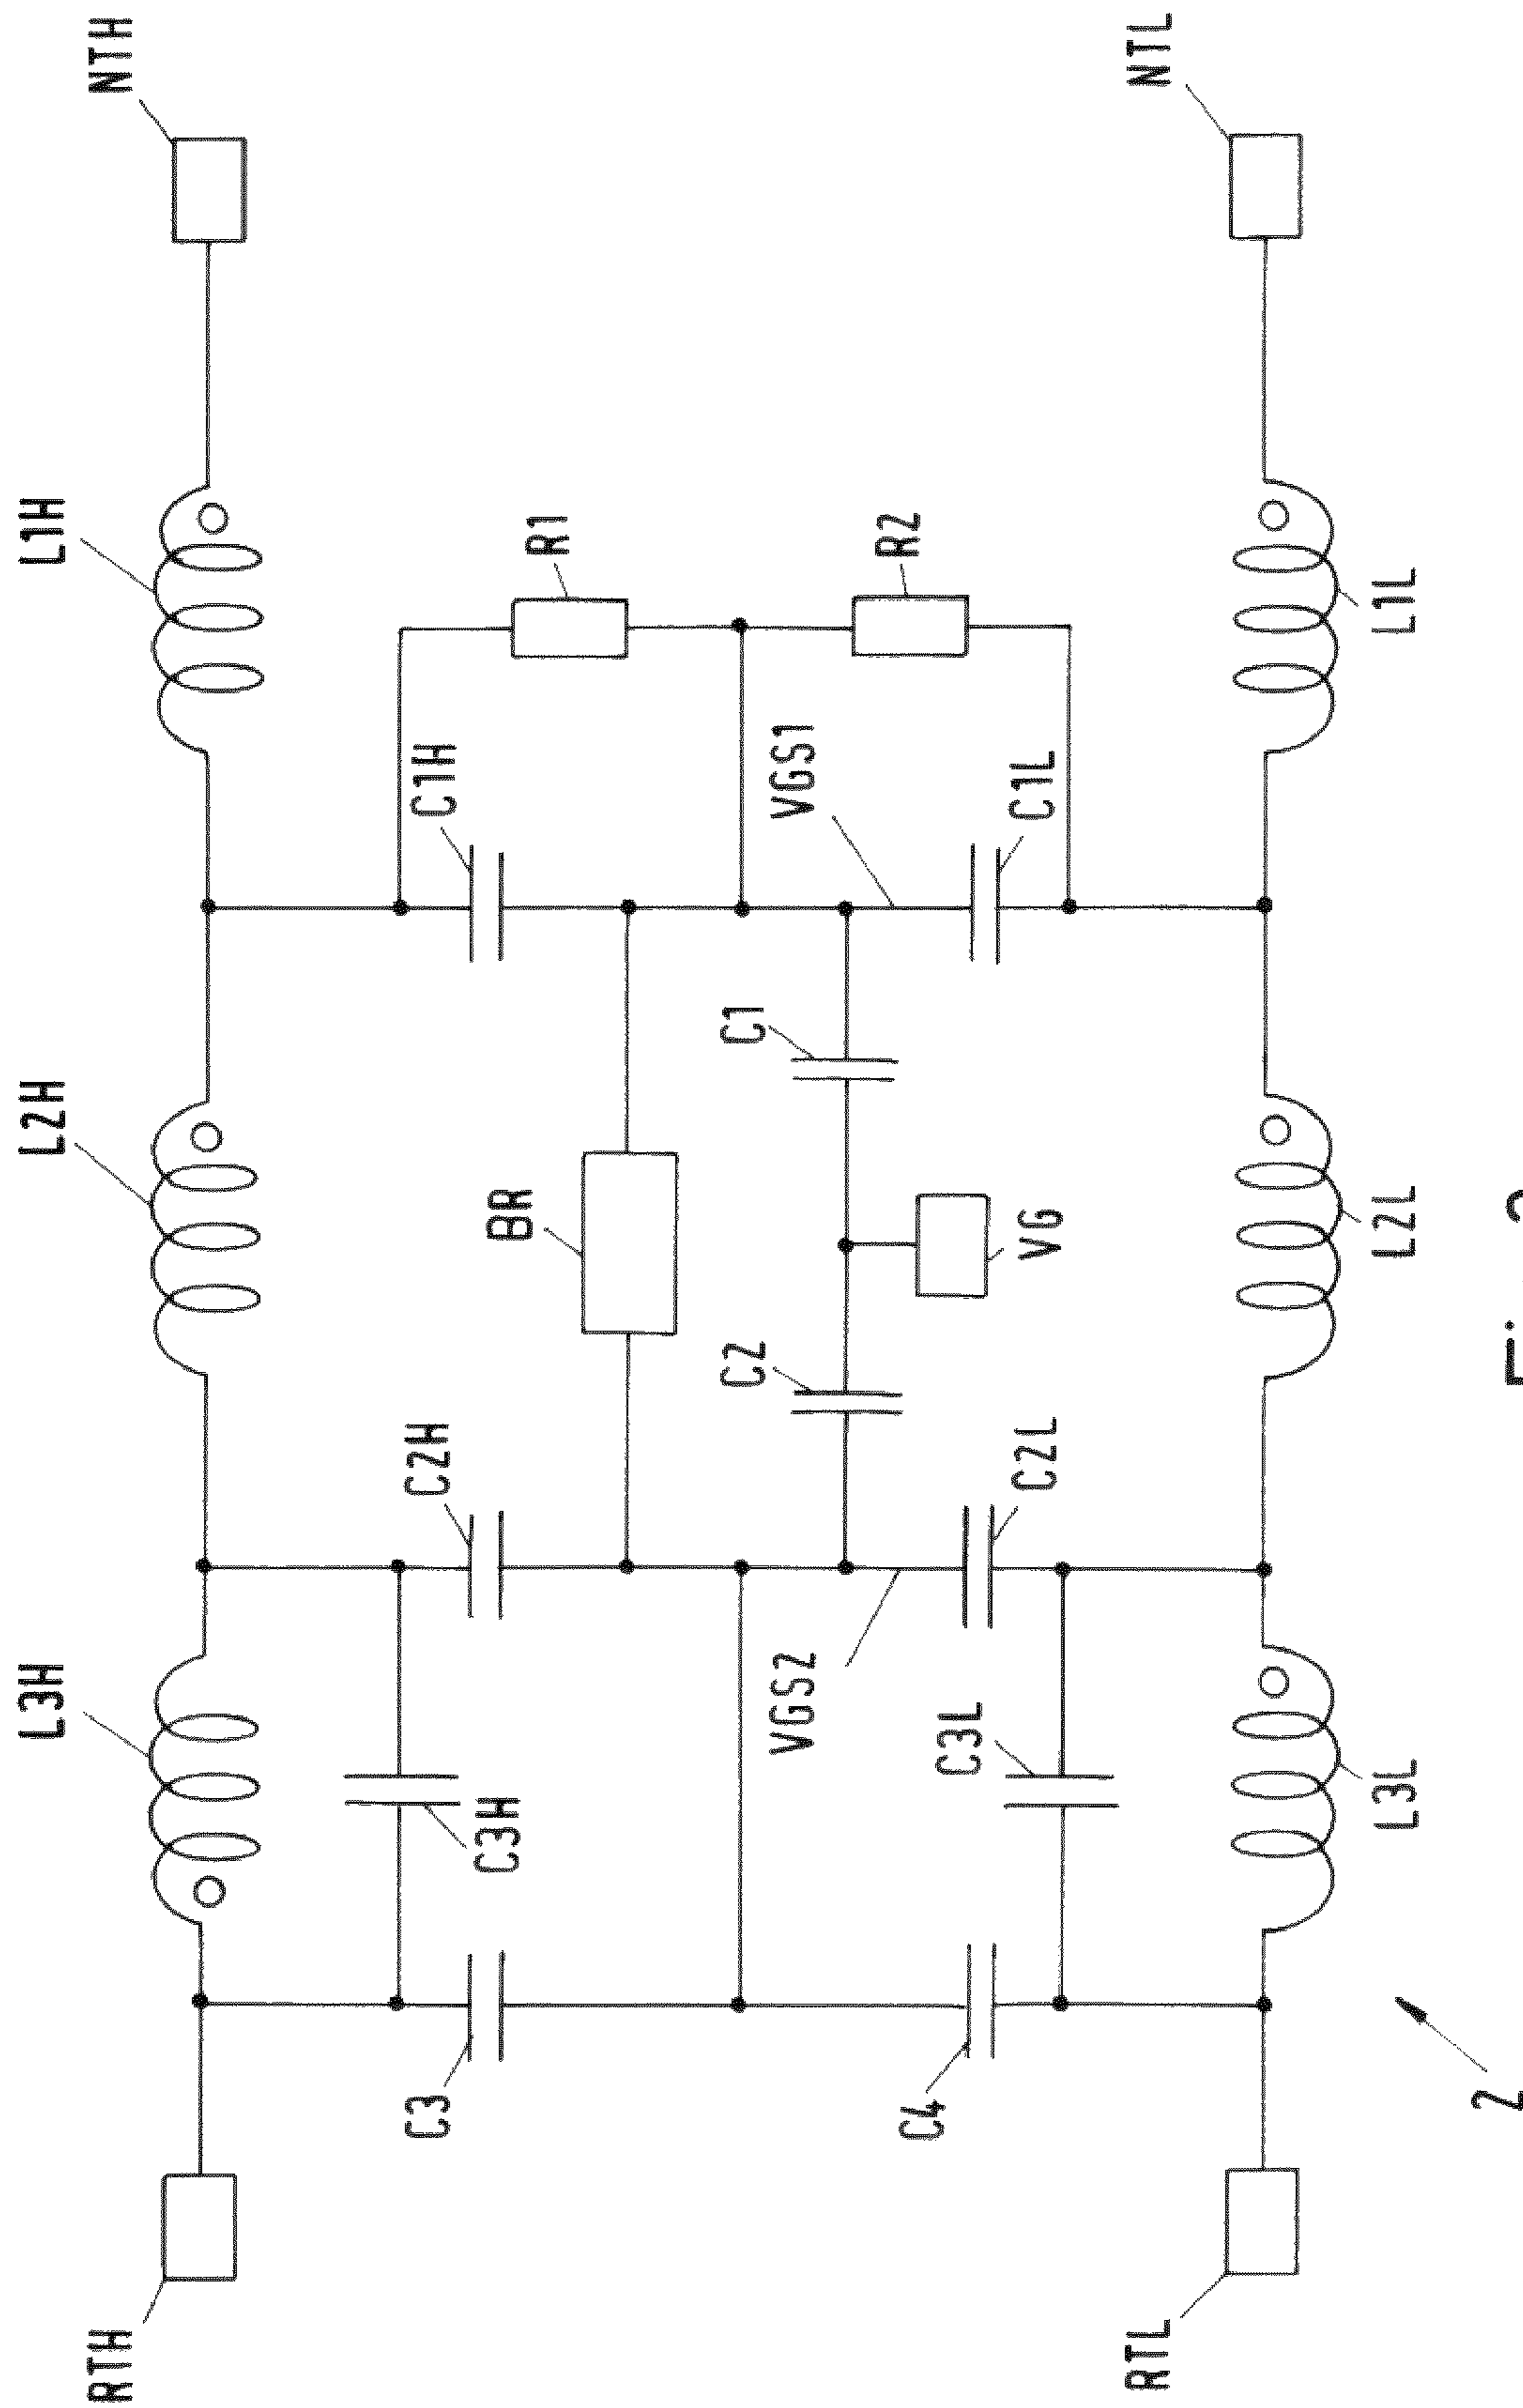 L3H L2H L1H
RTH NTH
C3 C2H C1H
C3H BR R1
C2 C1
VGS2 VGS1
C4 R2
C3L C2L C1L
VG
RTL NTL
L3L L2L L1L
2